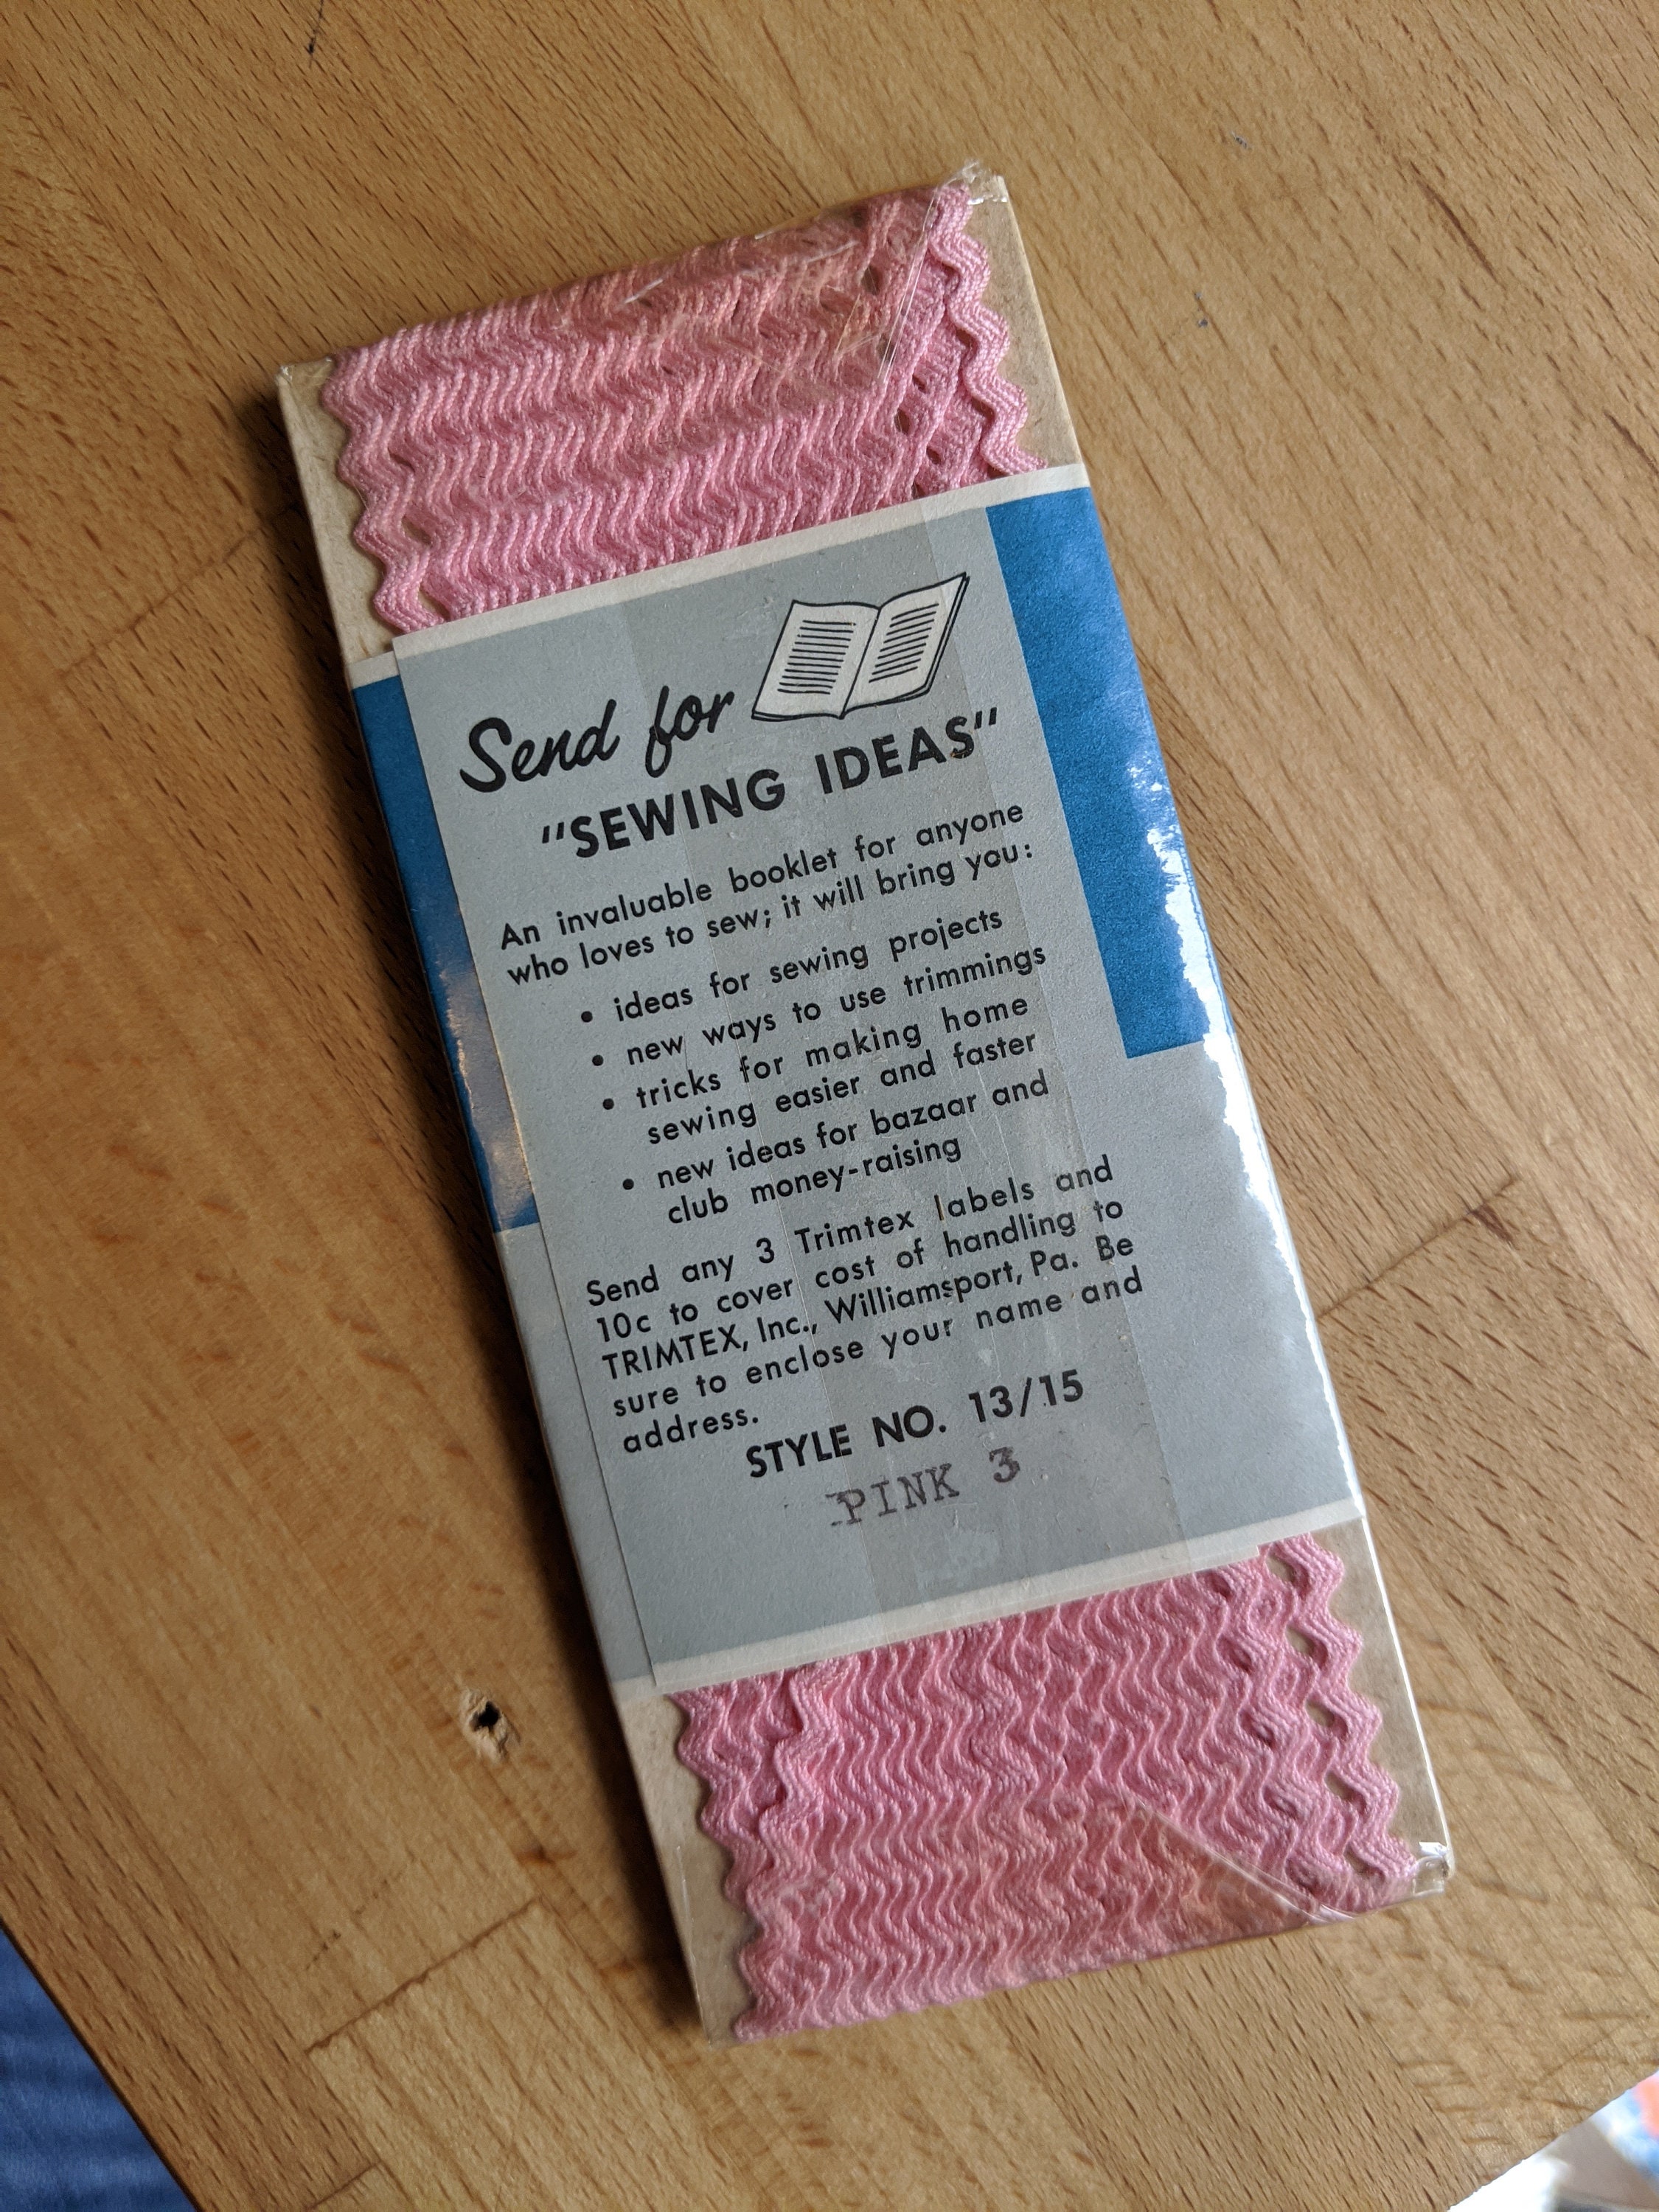 Send for
"SEWING IDEAS"
An invaluable booklet for anyone
who loves to sew; it will bring you:
• ideas for sewing projects
• new ways to use trimmings
• tricks for making home
sewing easier and faster
• new ideas for bazaar and
club money-raising
Send any 3 Trimtex labels and
10c to cover cost of handling to
TRIMTEX, Inc., Williamsport, Pa. Be
sure to enclose your name and
address.
STYLE NO. 13/15
PINK 3